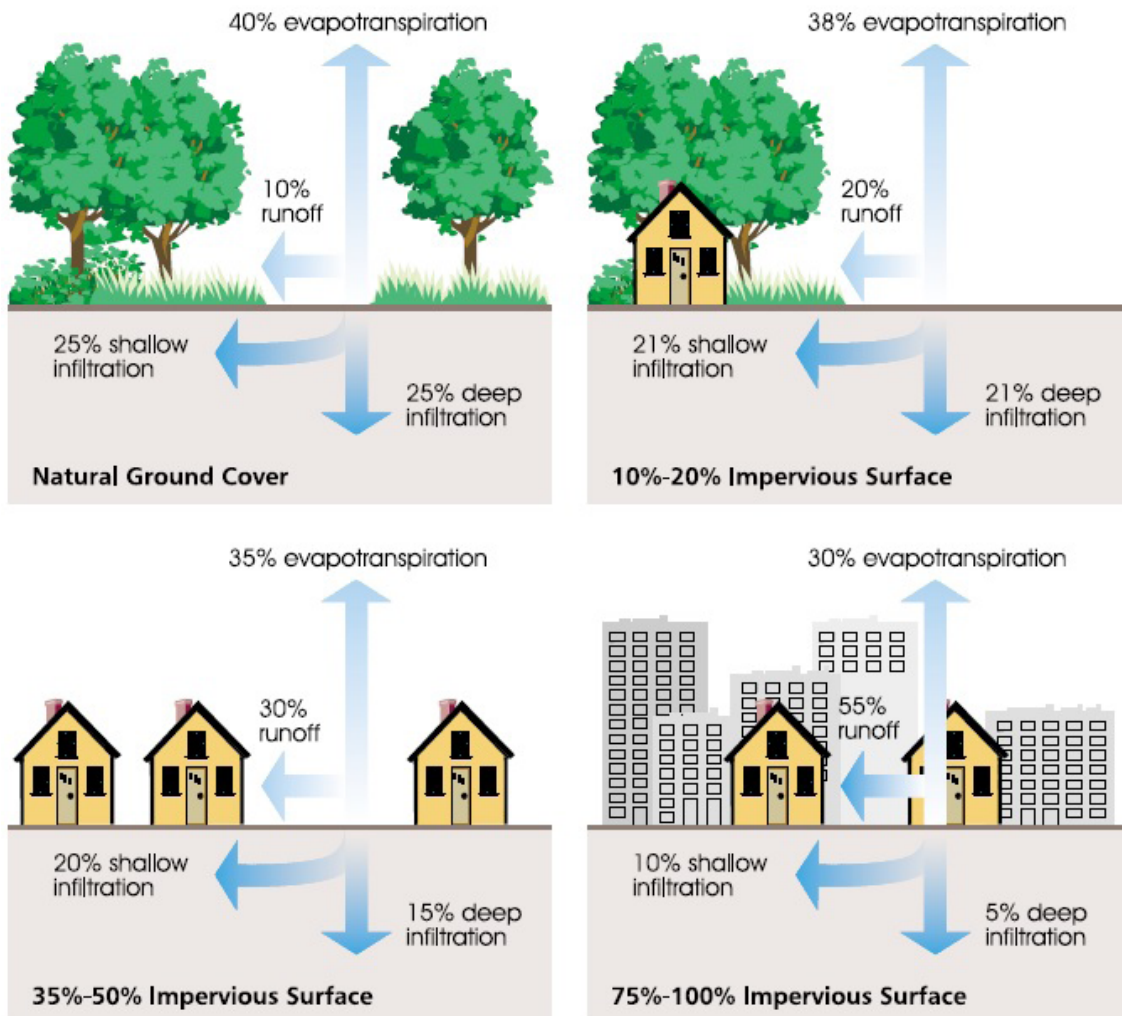 40% evapotranspiration
10%
runoff
25% shallow
infiltration
25% deep
infiltration
Natural Ground Cover
38% evapotranspiration
20%
runoff
21% shallow
infiltration
21% deep
infiltration
10%-20% Impervious Surface
35% evapotranspiration
30%
runoff
20% shallow
infiltration
15% deep
infiltration
35%-50% Impervious Surface
30% evapotranspiration
55%
runoff
10% shallow
infiltration
5% deep
infiltration
75%-100% Impervious Surface